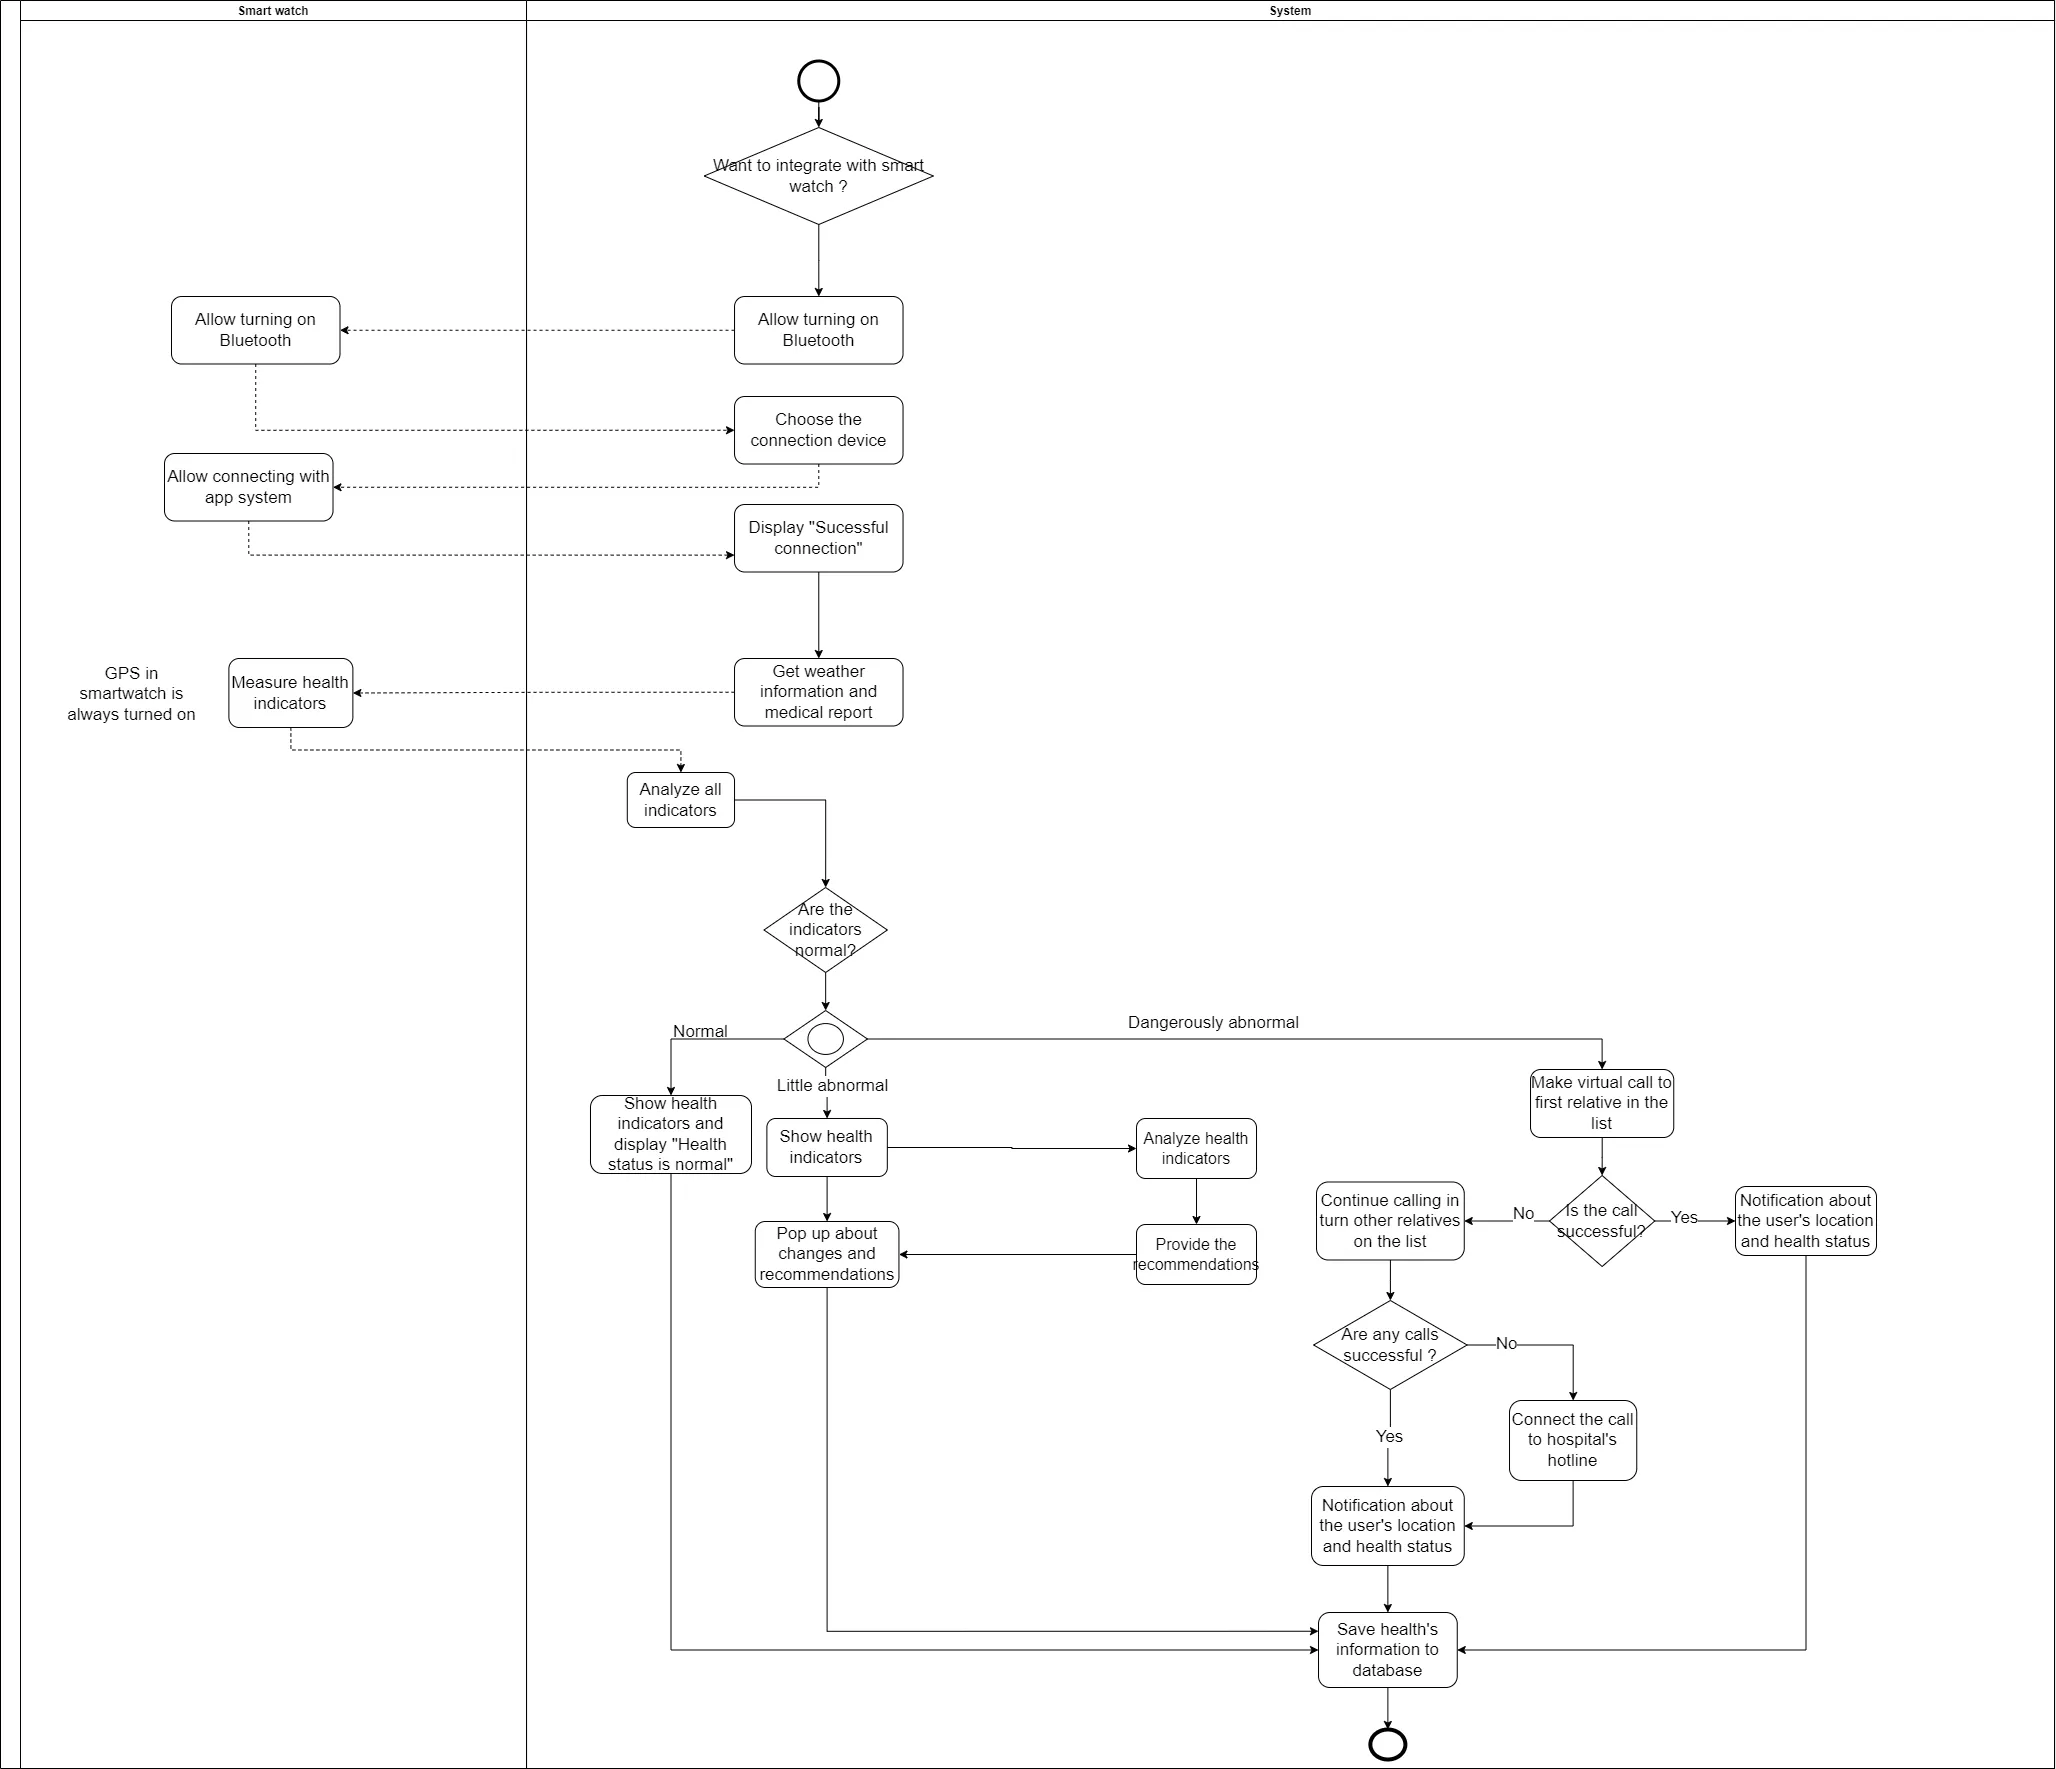 Smart watch
System
Want to integrate with smart
watch ?
Allow turning on
Bluetooth
Allow turning on
Bluetooth
Choose the
connection device
Allow connecting with
app system
Display "Sucessful
connection"
GPS in
smartwatch is
always turned on
Measure health
indicators
Get weather
information and
medical report
Analyze all
indicators
Are the
indicators
normal?
Normal
Little abnormal
Dangerously abnormal
Show health
indicators and
display "Health
status is normal"
Show health
indicators
Analyze health
indicators
Make virtual call to
first relative in the
list
Pop up about
changes and
recommendations
Provide the
recommendations
Continue calling in
turn other relatives
on the list
No
Is the call
successful?
Yes
Notification about
the user's location
and health status
Are any calls
successful ?
No
Yes
Connect the call
to hospital's
hotline
Notification about
the user's location
and health status
Save health's
information to
database